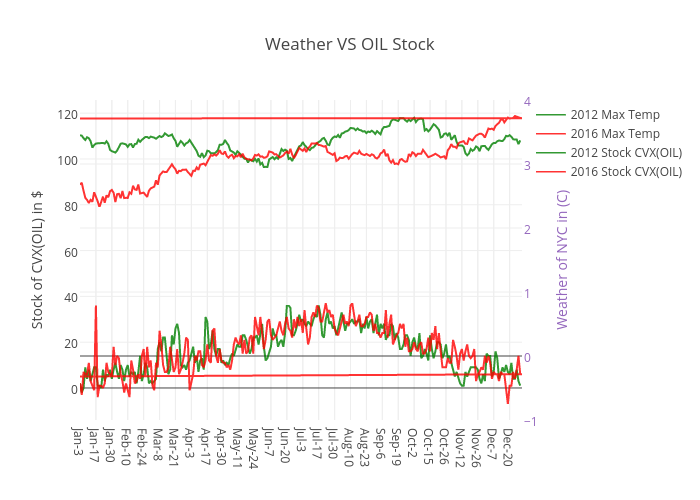 Weather VS OIL Stock
Stock of CVX(OIL) in $
120
100
80
60
40
20
0
4
3
2
1
0
−1
Weather of NYC in (C)
2012 Max Temp
2016 Max Temp
2012 Stock CVX(OIL)
2016 Stock CVX(OIL)
Jan-3
Jan-17
Jan-30
Feb-10
Feb-24
Mar-8
Mar-21
Apr-3
Apr-17
Apr-30
May-11
May-24
Jun-7
Jun-20
Jul-3
Jul-17
Jul-30
Aug-10
Aug-23
Sep-6
Sep-19
Oct-2
Oct-15
Oct-26
Nov-12
Nov-26
Dec-7
Dec-20